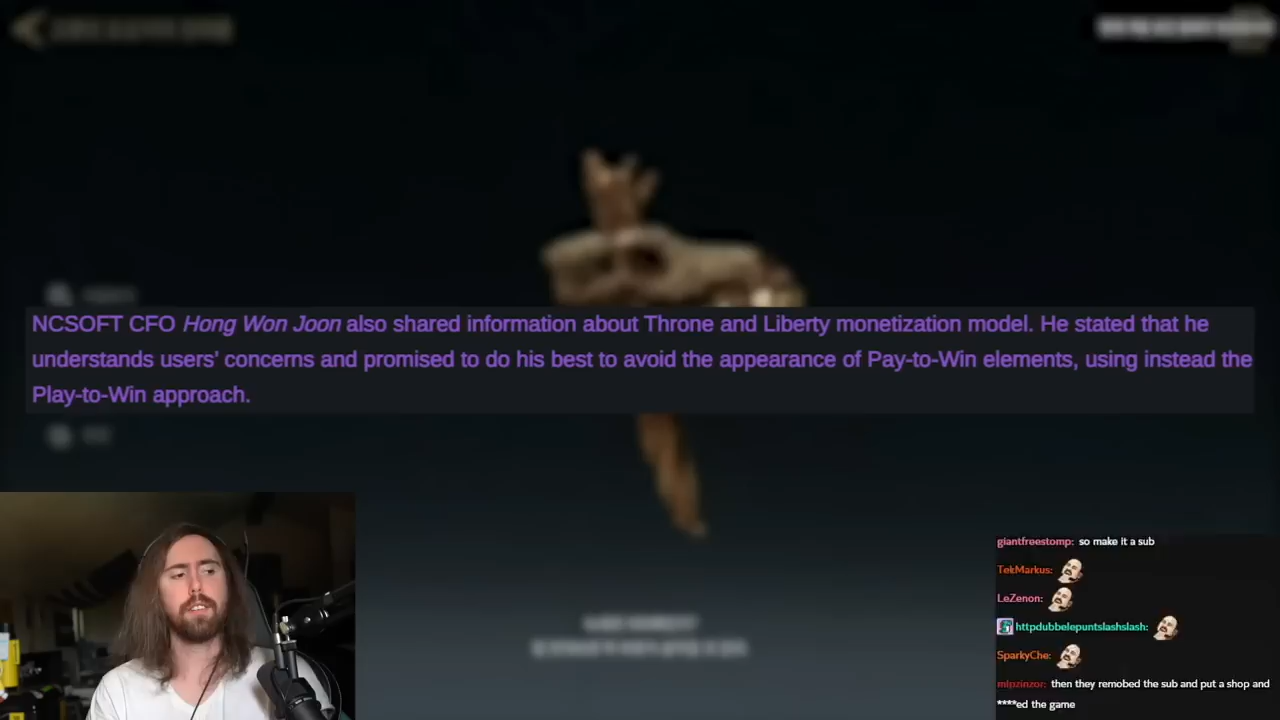 NCSOFT CFO Hong Won Joon also shared information about Throne and Liberty monetization model. He stated that he
understands users' concerns and promised to do his best to avoid the appearance of Pay-to-Win elements, using instead the
Play-to-Win approach.
giantfreestomp: so make it a sub
TekMarkus:
LeZenon:
httpdubbelepuntslashslash:
SparkyChe:
mlpzinzor: then they remobed the sub and put a shop and
****ed the game